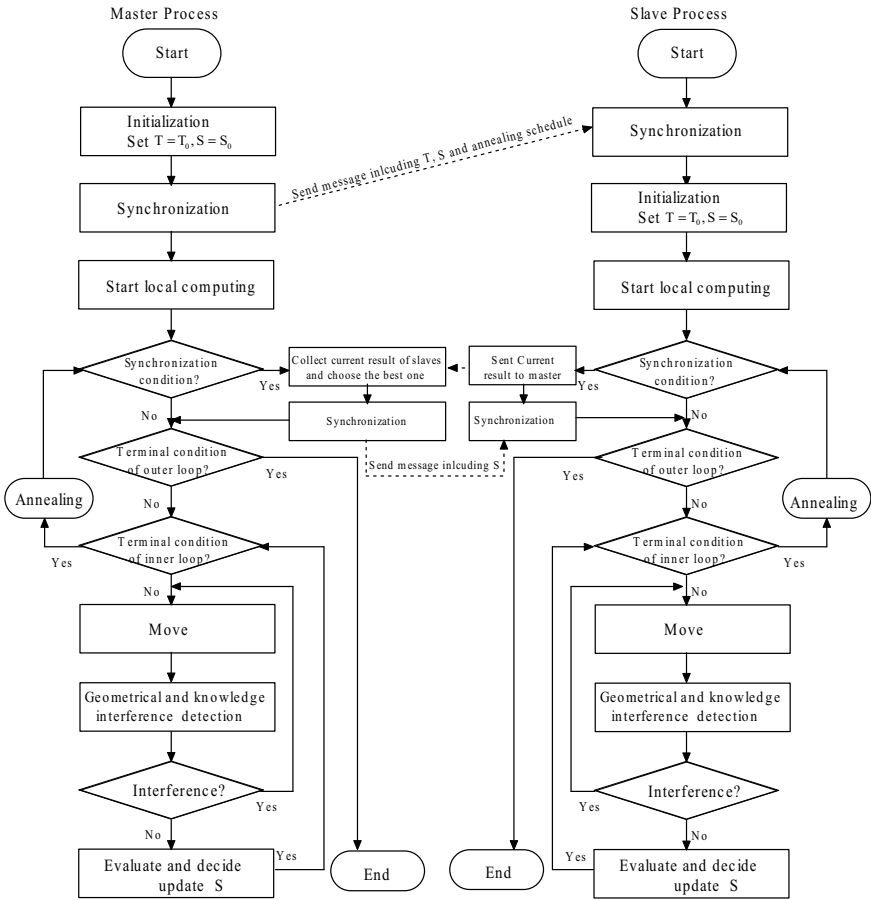 Master Process
Start
Initialization
Set T = T₀, S = S₀
Synchronization
Start local computing
Synchronization
condition?
Yes
No
Collect current result of slaves
and choose the best one
Synchronization
Terminal condition
of outer loop?
Yes
No
Annealing
Terminal condition
of inner loop?
Yes
No
Move
Geometrical and knowledge
interference detection
Interference?
Yes
No
Evaluate and decide
update S
Yes
End
Send message inlcuding T, S and annealing schedule
Send message inlcuding S
Slave Process
Start
Synchronization
Initialization
Set T = T₀, S = S₀
Start local computing
Synchronization
condition?
Yes
No
Sent Current
result to master
Synchronization
Terminal condition
of outer loop?
Yes
No
Annealing
Terminal condition
of inner loop?
Yes
No
Move
Geometrical and knowledge
interference detection
Interference?
Yes
No
Evaluate and decide
update S
Yes
End